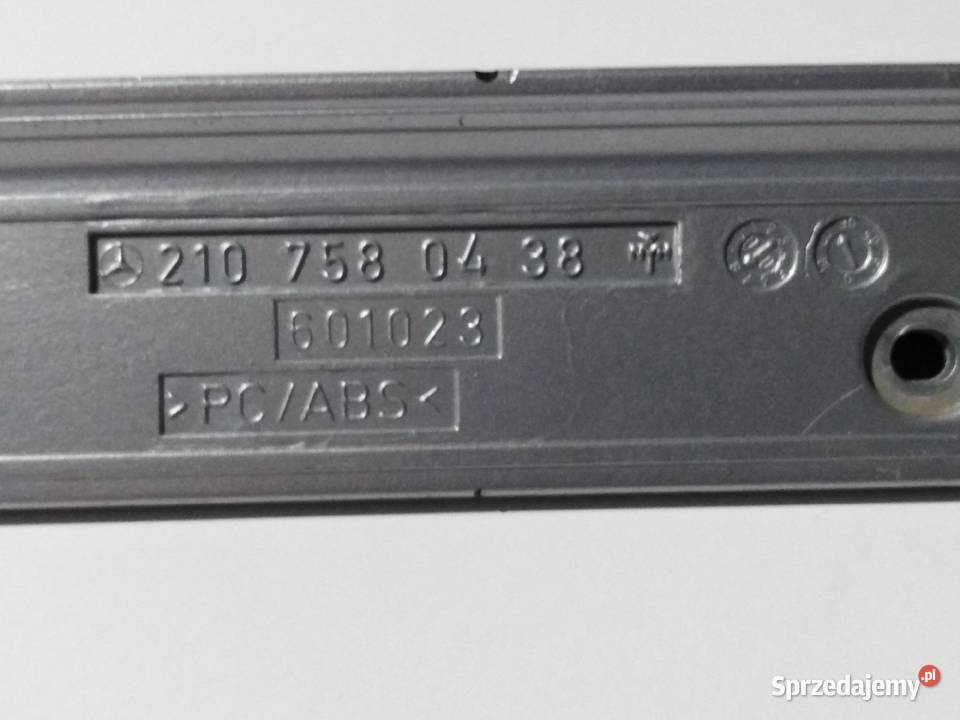 210 758 04 38
601023
>PC/ABS<
Sprzedajemy.pl